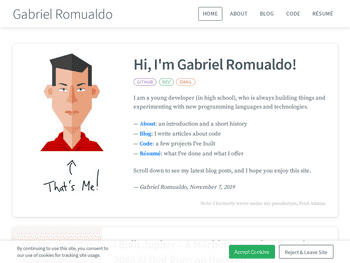 Gabriel Romualdo
HOME ABOUT BLOG CODE RÉSUMÉ
Hi, I'm Gabriel Romualdo!
GITHUB DEV EMAIL
I am a young developer (in high school), who is always building things and
experimenting with new programming languages and technologies.
— About: an introduction and a short history
— Blog: I write articles about code
— Code: a few projects I've built
— Résumé: what I've done and what I offer
Scroll down to see my latest blog posts, and I hope you enjoy this site.
— Gabriel Romualdo, November 7, 2019
Note: I formerly wrote under my pseudonym, Fred Adams.
That's Me!
By continuing to use this site, you consent to
our use of cookies for tracking site usage.
Accept Cookies
Reject & Leave Site